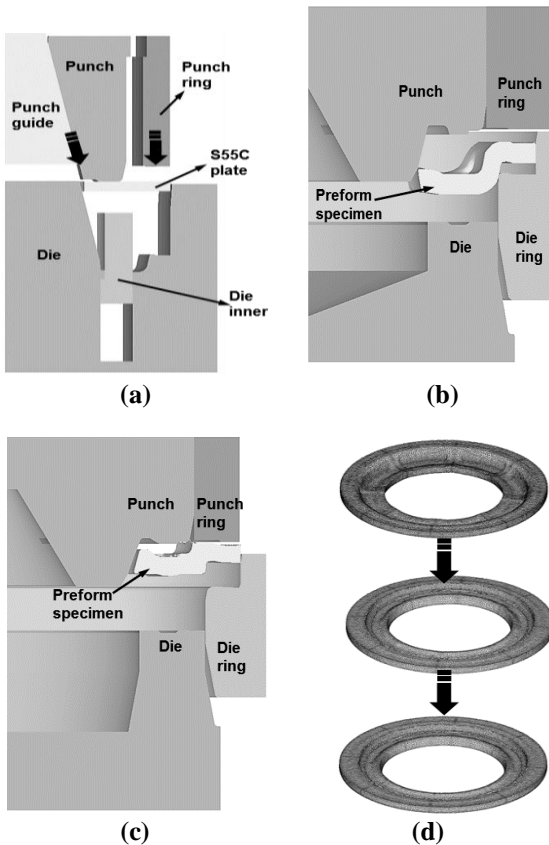 Punch
Punch
ring
Punch
guide
S55C
plate
Die
Die
inner
(a)
Punch
Punch
ring
Preform
specimen
Die
Die
ring
(b)
Punch
Punch
ring
Preform
specimen
Die
Die
ring
(c)
(d)